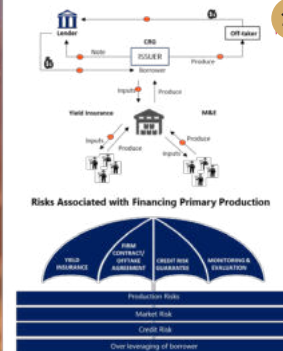 Lender
CRG
ISSUER
Off-taker
Note
Borrower
Produce
Inputs
Produce
Yield Insurance
M&E
Inputs
Produce
Produce
Inputs
Risks Associated with Financing Primary Production
YIELD
INSURANCE
FIRM
CONTRACT/
OFFTAKE
AGREEMENT
CREDIT RISK
GUARANTEE
MONITORING &
EVALUATION
Production Risks
Market Risk
Credit Risk
Over leveraging of borrower